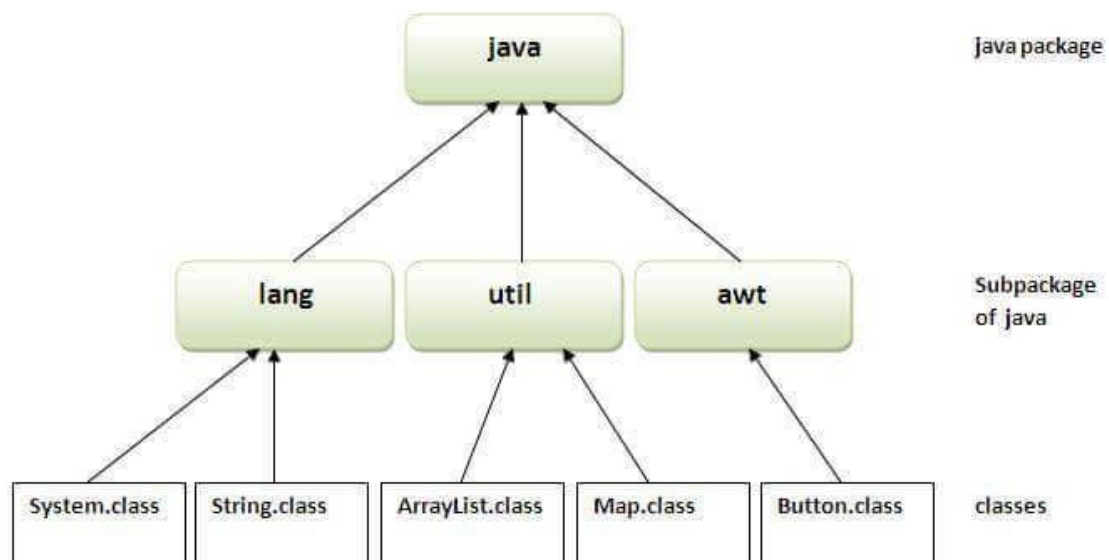 java
java package
lang
util
awt
Subpackage
of java
System.class
String.class
ArrayList.class
Map.class
Button.class
classes